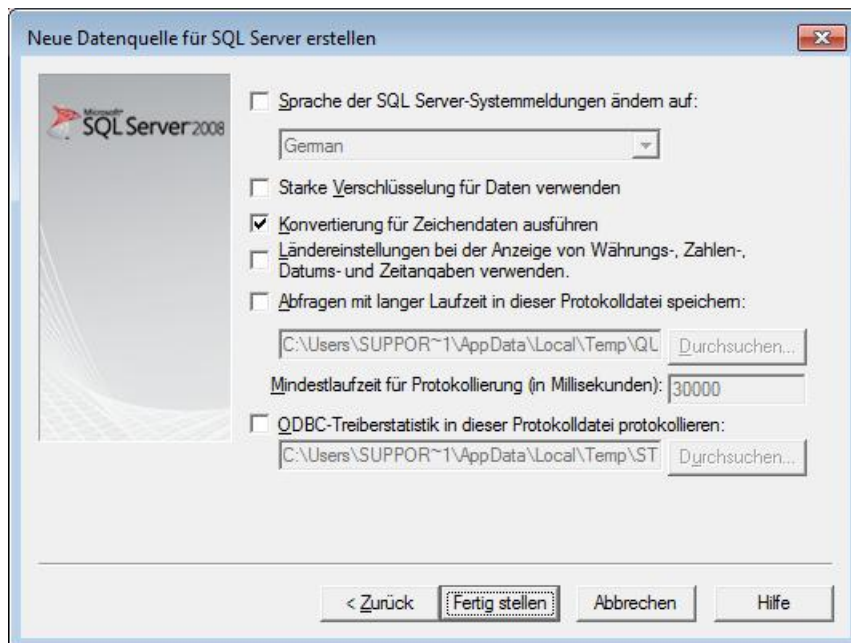 Neue Datenquelle für SQL Server erstellen
Microsoft
SQL Server 2008
Sprache der SQL Server-Systemmeldungen ändern auf:
German
Starke Verschlüsselung für Daten verwenden
Konvertierung für Zeichendaten ausführen
Ländereinstellungen bei der Anzeige von Währungs-, Zahlen-,
Datums- und Zeitangaben verwenden.
Abfragen mit langer Laufzeit in dieser Protokolldatei speichern:
C:\Users\SUPPOR~1\AppData\Local\Temp\QU
Durchsuchen...
Mindestlaufzeit für Protokollierung (in Millisekunden):
30000
ODBC-Treiberstatistik in dieser Protokolldatei protokollieren:
C:\Users\SUPPOR~1\AppData\Local\Temp\ST
Durchsuchen...
< Zurück
Fertig stellen
Abbrechen
Hilfe